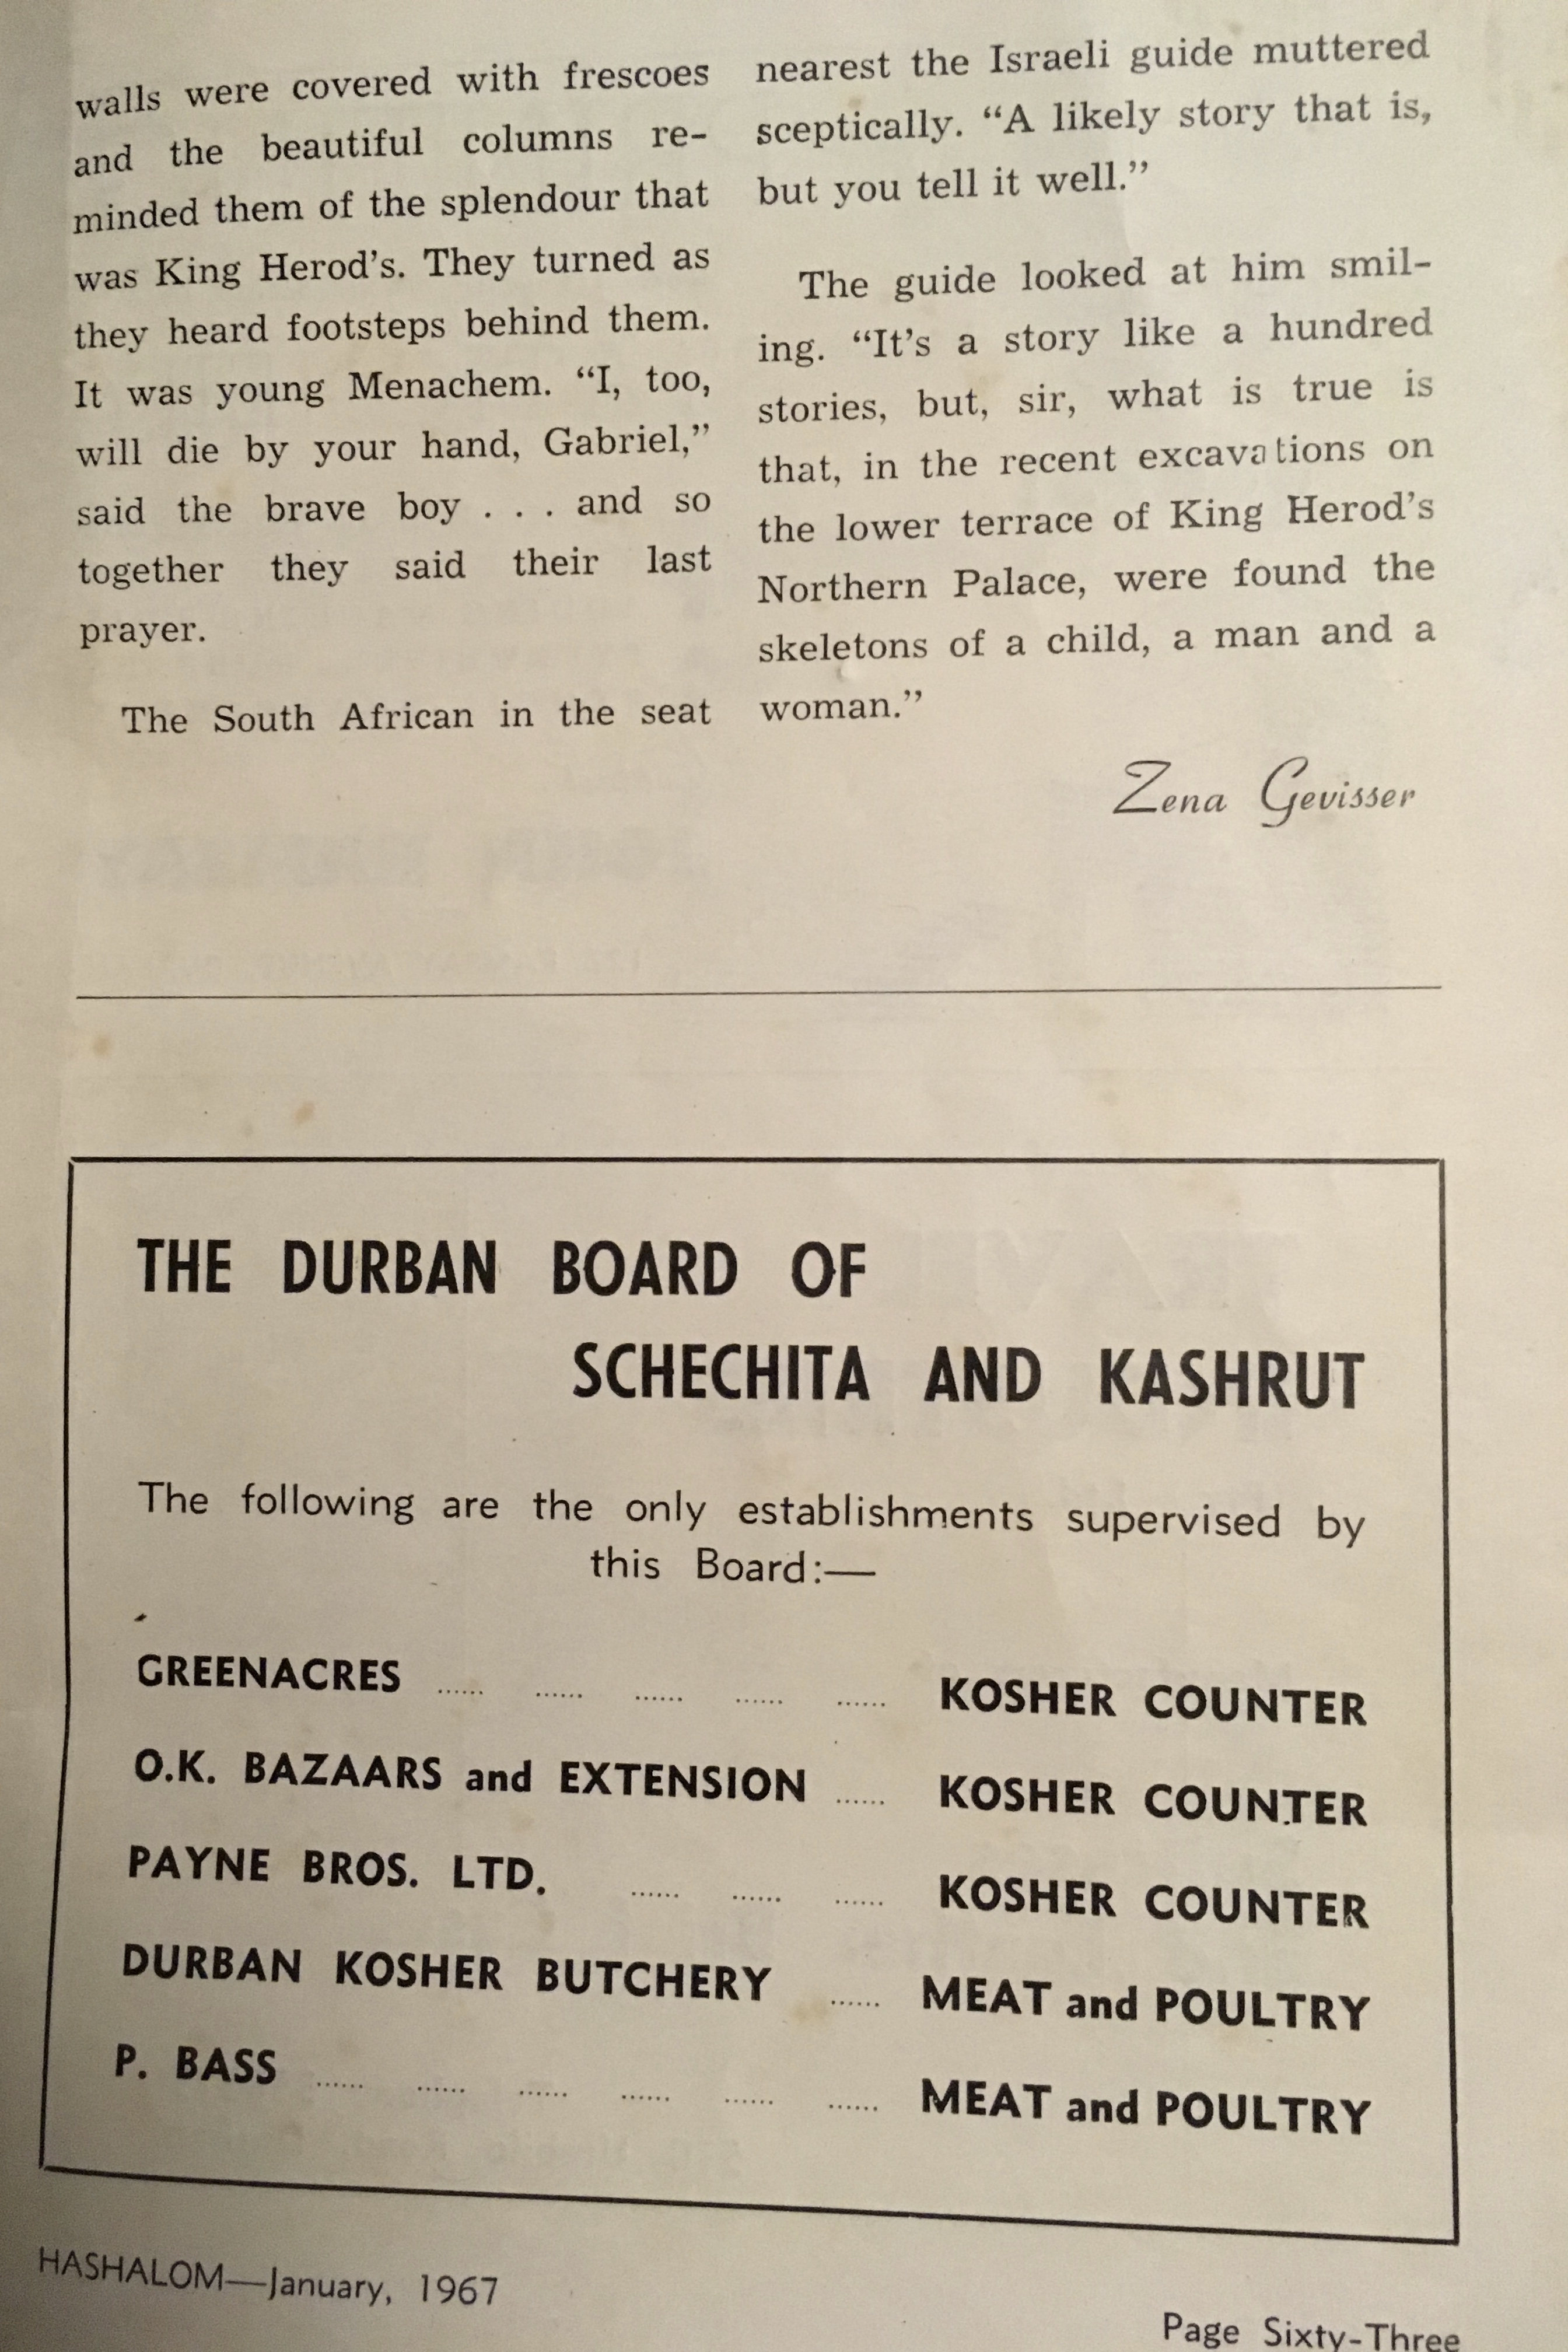 walls were covered with frescoes
and the beautiful columns re-
minded them of the splendour that
was King Herod's. They turned as
they heard footsteps behind them.
It was young Menachem. “I, too,
will die by your hand, Gabriel,”
said the brave boy . . . and so
together they said their last
prayer.
The South African in the seat
nearest the Israeli guide muttered
sceptically. “A likely story that is,
but you tell it well.”
The guide looked at him smil-
ing. “It's a story like a hundred
stories, but, sir, what is true is
that, in the recent excavations on
the lower terrace of King Herod's
Northern Palace, were found the
skeletons of a child, a man and a
woman.”
Zena Gevisser
THE DURBAN BOARD OF
SCHECHITA AND KASHRUT
The following are the only establishments supervised by
this Board:—
GREENACRES ...... ...... ...... ...... ...... KOSHER COUNTER
O.K. BAZAARS and EXTENSION ...... KOSHER COUNTER
PAYNE BROS. LTD. ...... ...... ...... KOSHER COUNTER
DURBAN KOSHER BUTCHERY ...... MEAT and POULTRY
P. BASS ...... ...... ...... ...... ...... ...... MEAT and POULTRY
HASHALOM—January, 1967
Page Sixty-Three